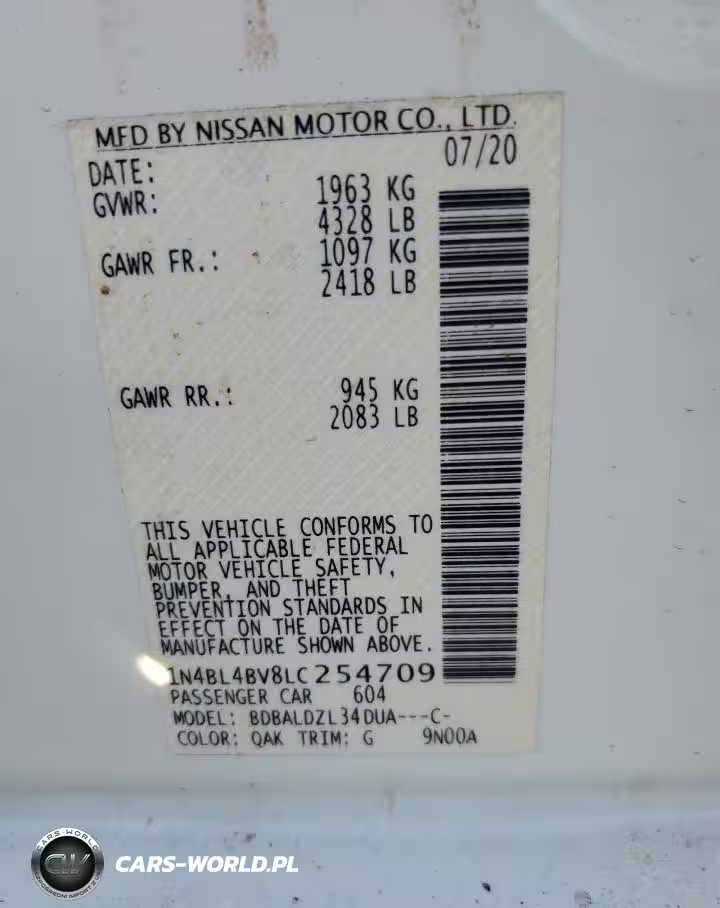 MFD BY NISSAN MOTOR CO., LTD.
DATE: 07/20
GVWR: 1963 KG
4328 LB
GAWR FR.: 1097 KG
2418 LB
GAWR RR.: 945 KG
2083 LB
THIS VEHICLE CONFORMS TO
ALL APPLICABLE FEDERAL
MOTOR VEHICLE SAFETY,
BUMPER, AND THEFT
PREVENTION STANDARDS IN
EFFECT ON THE DATE OF
MANUFACTURE SHOWN ABOVE.
1N4BL4BV8LC254709
PASSENGER CAR 604
MODEL: BDBALDZL34DUA---C-
COLOR: QAK TRIM: G 9N00A
CARS-WORLD
CW
CARS-WORLD.PL